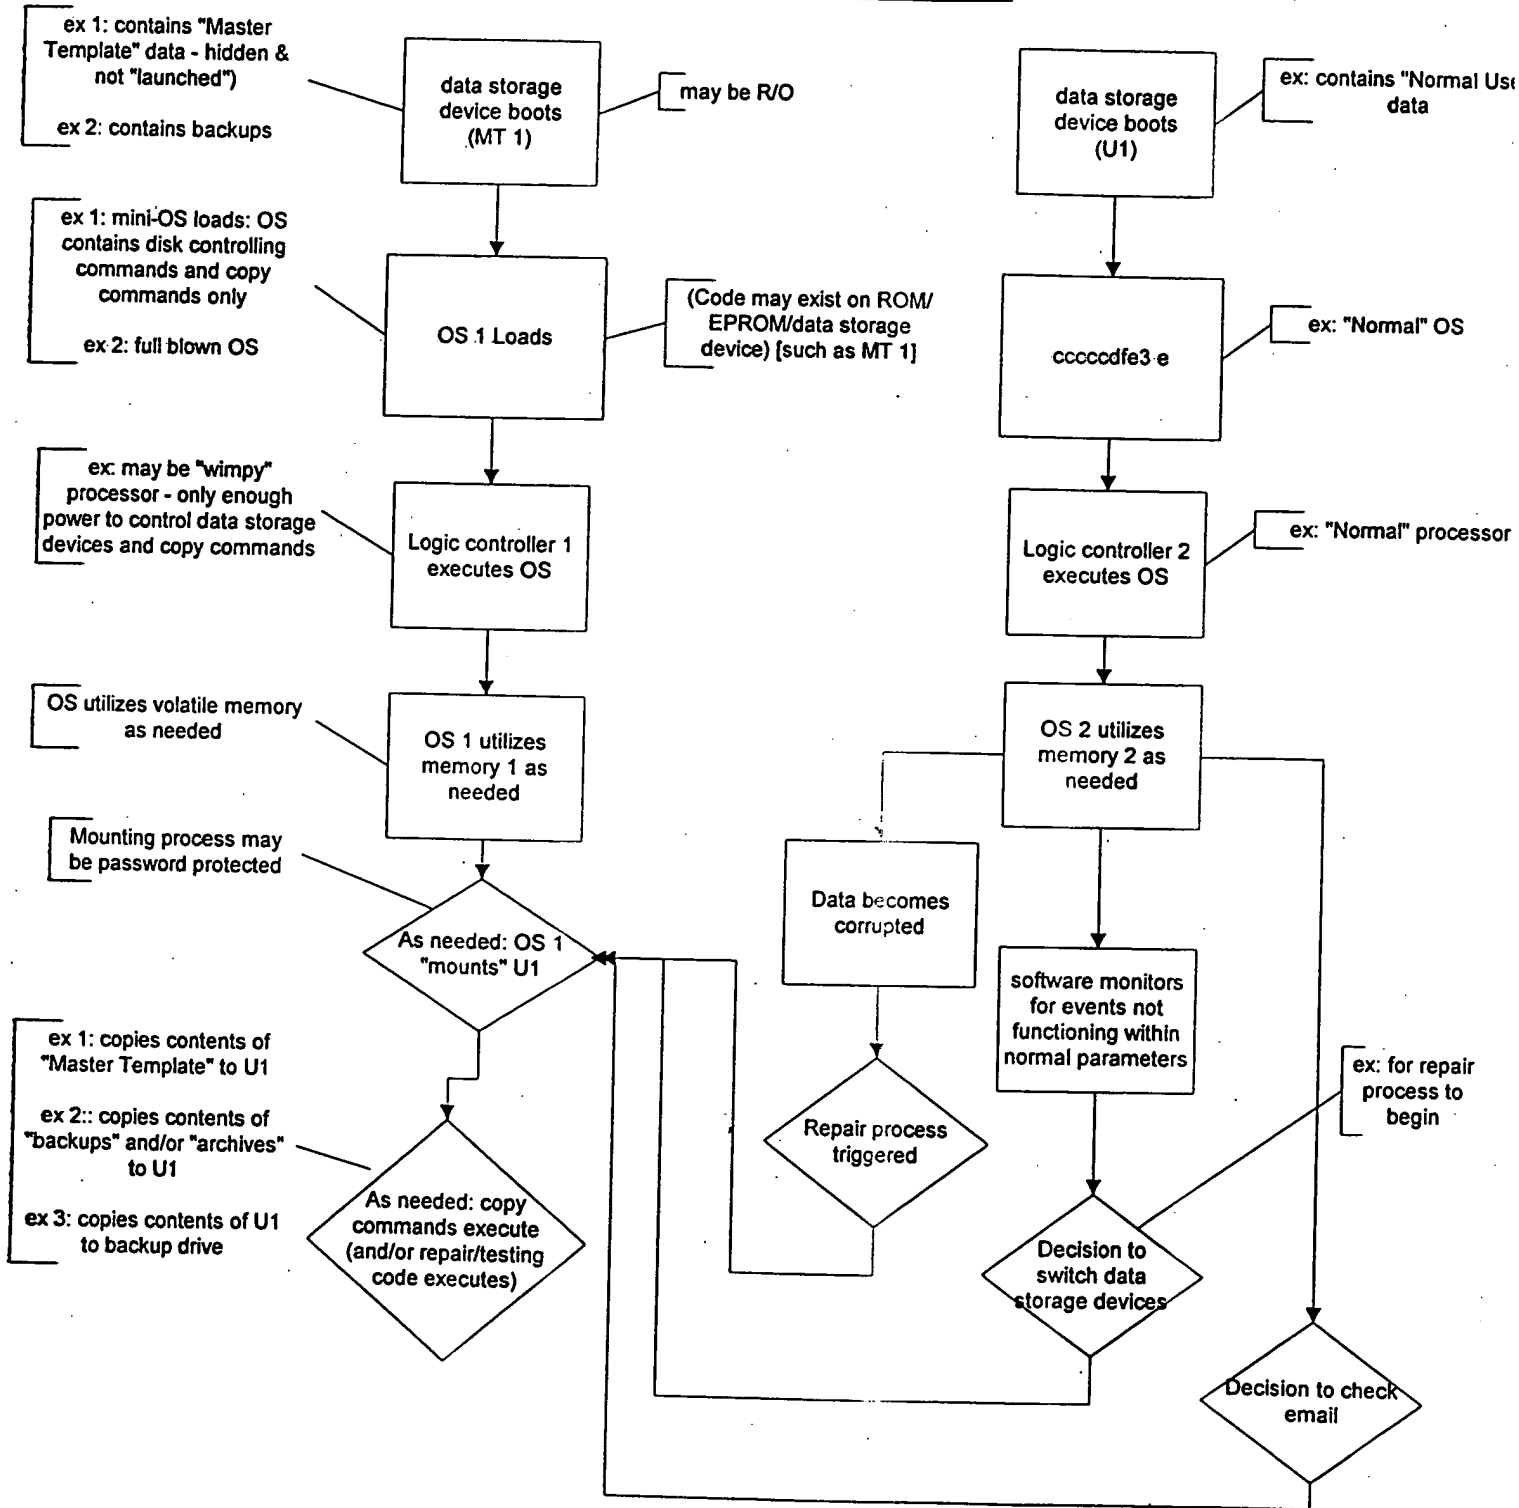 ex 1: contains "Master
Template" data - hidden &
not "launched")
ex 2: contains backups
data storage
device boots
(MT 1)
may be R/O
data storage
device boots
(U1)
ex: contains "Normal Use
data
ex 1: mini-OS loads: OS
contains disk controlling
commands and copy
commands only
ex 2: full blown OS
OS 1 Loads
(Code may exist on ROM/
EPROM/data storage
device) [such as MT 1]
cccccdfe3 e
ex: "Normal" OS
ex: may be "wimpy"
processor - only enough
power to control data storage
devices and copy commands
Logic controller 1
executes OS
Logic controller 2
executes OS
ex: "Normal" processor
OS utilizes volatile memory
as needed
OS 1 utilizes
memory 1 as
needed
OS 2 utilizes
memory 2 as
needed
Mounting process may
be password protected
As needed: OS 1
"mounts" U1
Data becomes
corrupted
software monitors
for events not
functioning within
normal parameters
ex 1: copies contents of
"Master Template" to U1
ex 2:: copies contents of
"backups" and/or "archives"
to U1
ex 3: copies contents of U1
to backup drive
As needed: copy
commands execute
(and/or repair/testing
code executes)
Repair process
triggered
ex: for repair
process to
begin
Decision to
switch data
storage devices
Decision to check
email